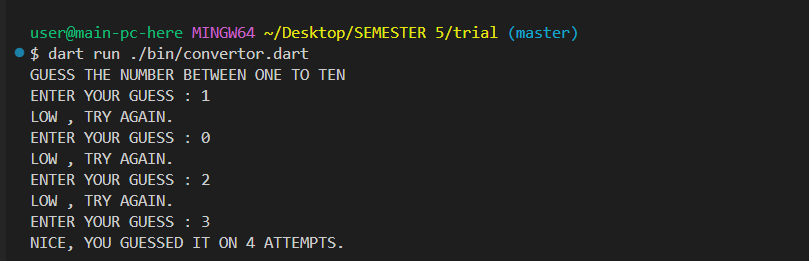 user@main-pc-here MINGW64 ~/Desktop/SEMESTER 5/trial (master)
$ dart run ./bin/convertor.dart
GUESS THE NUMBER BETWEEN ONE TO TEN
ENTER YOUR GUESS : 1
LOW , TRY AGAIN.
ENTER YOUR GUESS : 0
LOW , TRY AGAIN.
ENTER YOUR GUESS : 2
LOW , TRY AGAIN.
ENTER YOUR GUESS : 3
NICE, YOU GUESSED IT ON 4 ATTEMPTS.